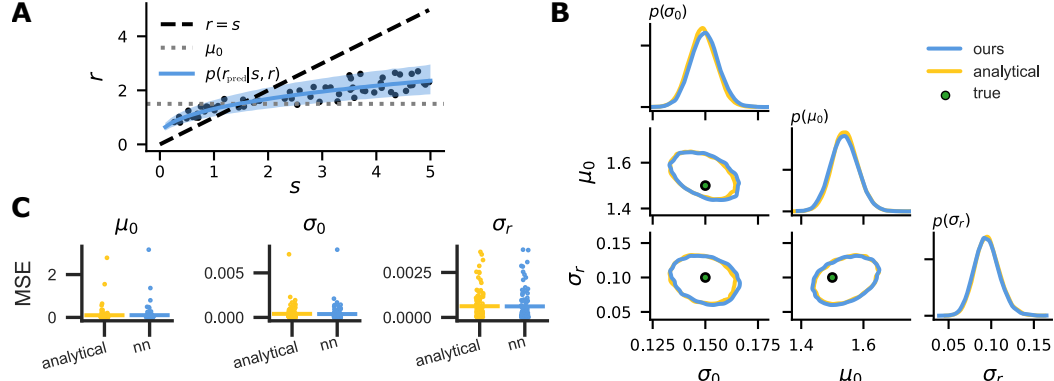 A
r = s
μ0
p(r_pred|s, r)
4
2
0
r
0 1 2 3 4 5
s
B
p(σ0)
ours
analytical
true
p(μ0)
μ0
1.6
1.4
p(σr)
σr
0.15
0.10
0.05
0.125 0.150 0.175
1.4 1.6
0.05 0.10 0.15
σ0
μ0
σr
C
μ0
σ0
σr
MSE
2
0
0.005
0.000
0.0025
0.0000
analytical nn
analytical nn
analytical nn